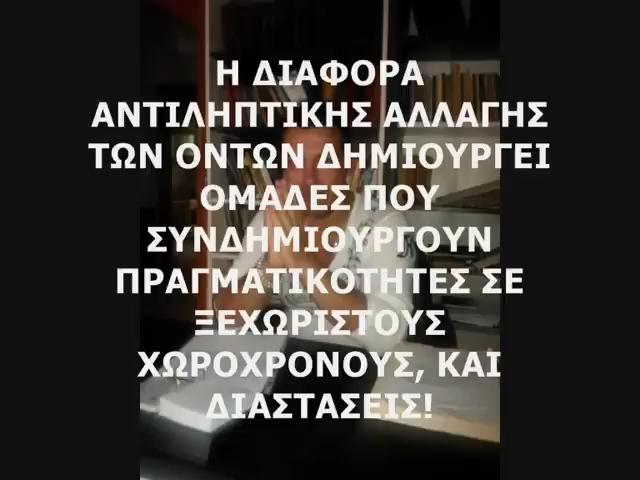 Η ΔΙΑΦΟΡΑ
ΑΝΤΙΛΗΠΤΙΚΗΣ ΑΛΛΑΓΗΣ
ΤΩΝ ΟΝΤΩΝ ΔΗΜΙΟΥΡΓΕΙ
ΟΜΑΔΕΣ ΠΟΥ
ΣΥΝΔΗΜΙΟΥΡΓΟΥΝ
ΠΡΑΓΜΑΤΙΚΟΤΗΤΕΣ ΣΕ
ΞΕΧΩΡΙΣΤΟΥΣ
ΧΩΡΟΧΡΟΝΟΥΣ, ΚΑΙ
ΔΙΑΣΤΑΣΕΙΣ!